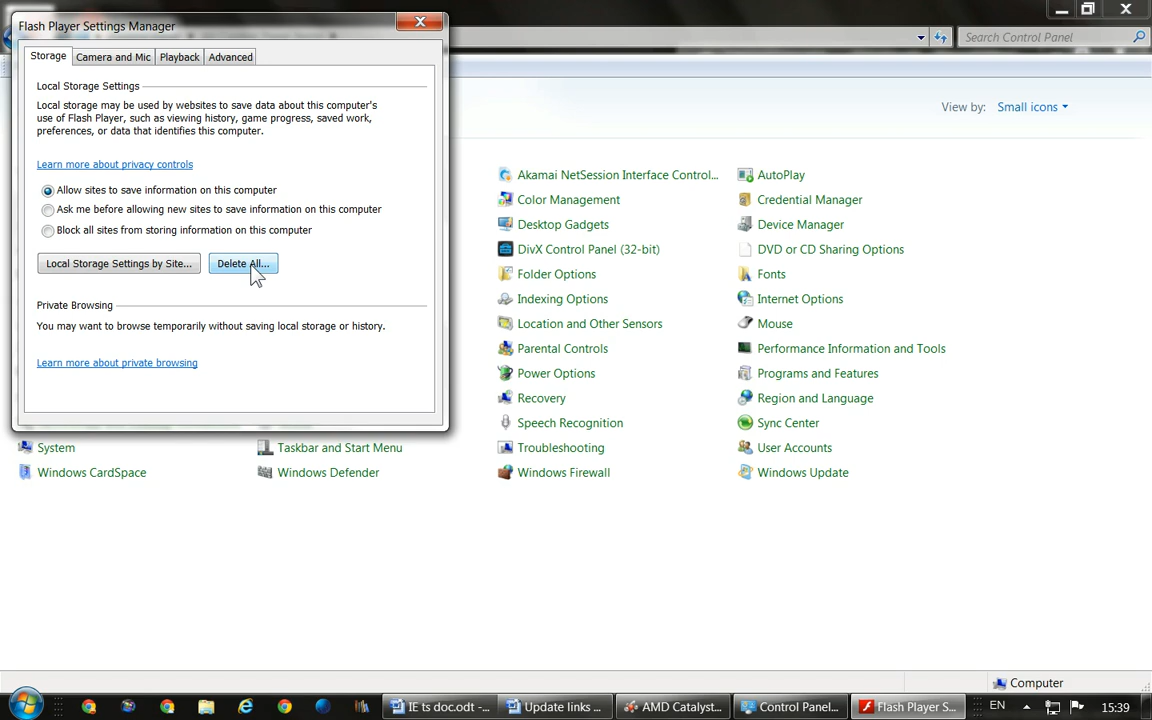 Flash Player Settings Manager
Search Control Panel
Storage
Camera and Mic
Playback
Advanced
Local Storage Settings
Local storage may be used by websites to save data about this computer's
use of Flash Player, such as viewing history, game progress, saved work,
preferences, or data that identifies this computer.
Learn more about privacy controls
Allow sites to save information on this computer
Ask me before allowing new sites to save information on this computer
Block all sites from storing information on this computer
Local Storage Settings by Site...
Delete All...
Private Browsing
You may want to browse temporarily without saving local storage or history.
Learn more about private browsing
View by: Small icons
Akamai NetSession Interface Control...
AutoPlay
Color Management
Credential Manager
Desktop Gadgets
Device Manager
DivX Control Panel (32-bit)
DVD or CD Sharing Options
Folder Options
Fonts
Indexing Options
Internet Options
Location and Other Sensors
Mouse
Parental Controls
Performance Information and Tools
Power Options
Programs and Features
Recovery
Region and Language
Speech Recognition
Sync Center
System
Taskbar and Start Menu
Troubleshooting
User Accounts
Windows CardSpace
Windows Defender
Windows Firewall
Windows Update
Computer
IE ts doc.odt -...
Update links ...
AMD Catalyst...
Control Panel...
Flash Player S...
EN
15:39